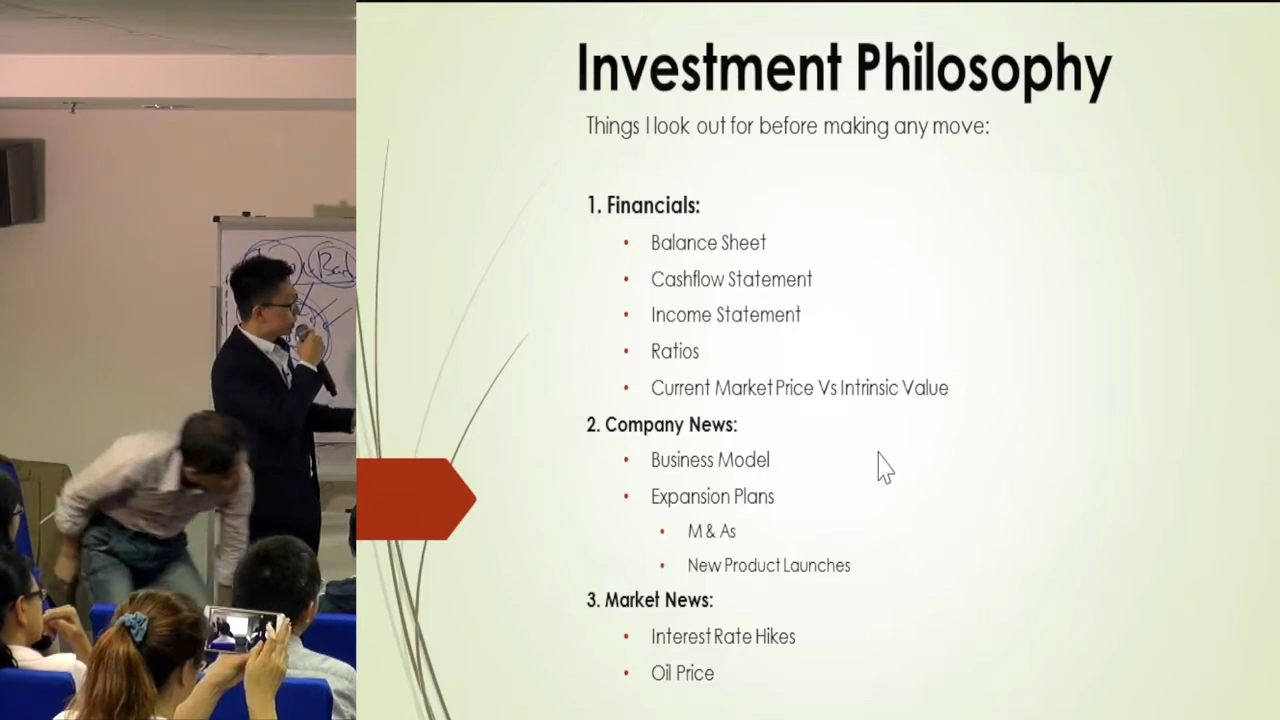 Investment Philosophy
Things I look out for before making any move:
1. Financials:
• Balance Sheet
• Cashflow Statement
• Income Statement
• Ratios
• Current Market Price Vs Intrinsic Value
2. Company News:
• Business Model
• Expansion Plans
• M & As
• New Product Launches
3. Market News:
• Interest Rate Hikes
• Oil Price
Bad